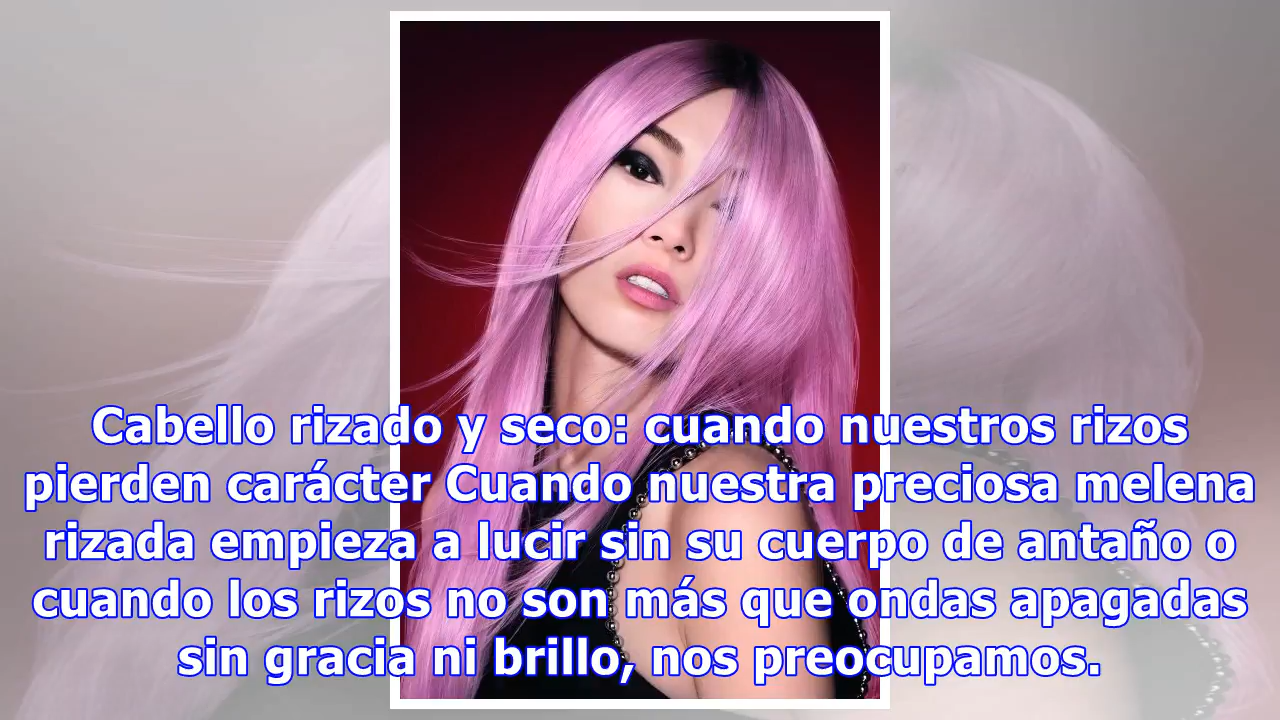 Cabello rizado y seco: cuando nuestros rizos
pierden carácter Cuando nuestra preciosa melena
rizada empieza a lucir sin su cuerpo de antaño o
cuando los rizos no son más que ondas apagadas
sin gracia ni brillo, nos preocupamos.